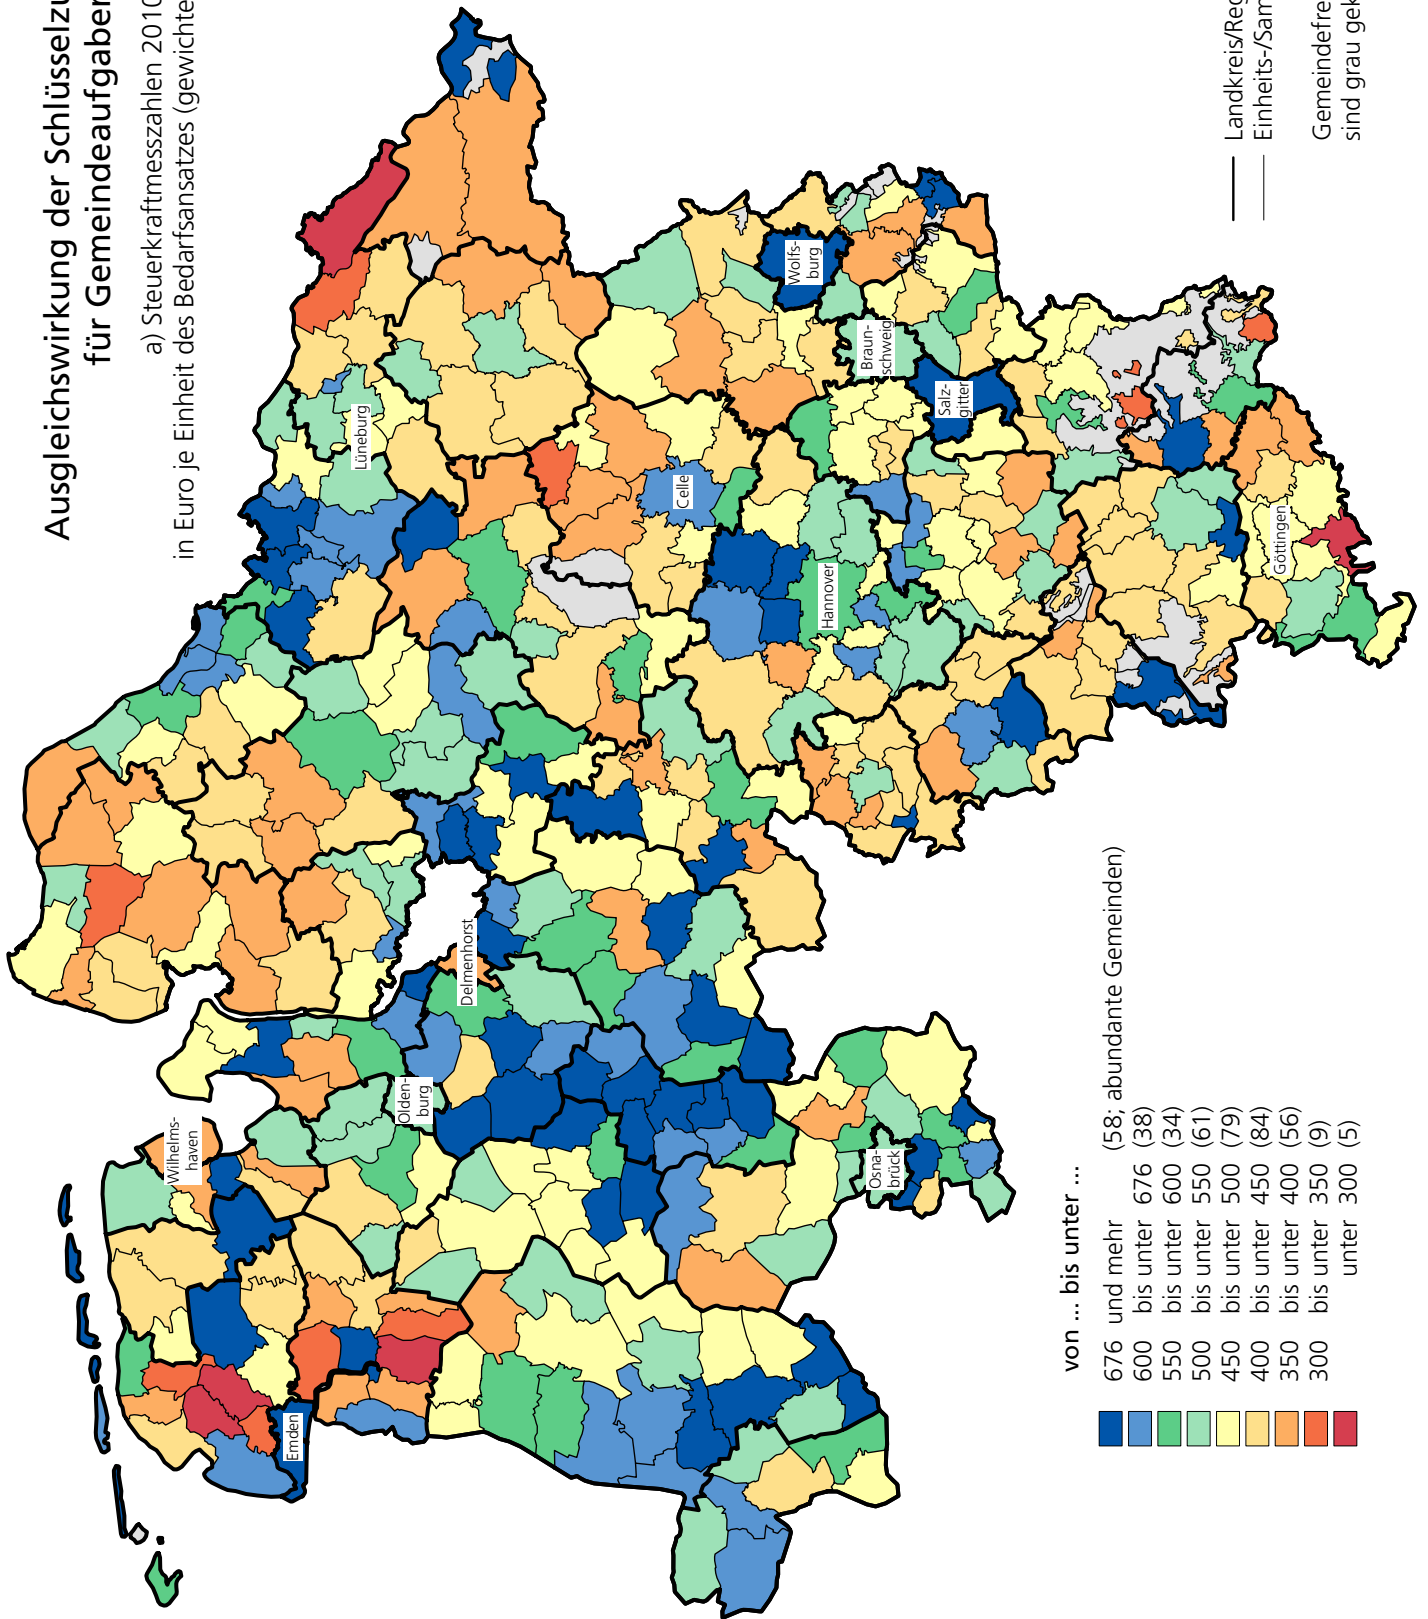 Ausgleichswirkung der Schlüsselzu
für Gemeindeaufgaben
a) Steuerkraftmesszahlen 2010
in Euro je Einheit des Bedarfsansatzes (gewichte
Landkreis/Reg
Einheits-/Sam
Gemeindefre
sind grau gek
Wolfs-
burg
Braun-
schweig
Salz-
gitter
Lüneburg
Celle
Hannover
Göttingen
Delmenhorst
Olden-
burg
Wilhelms-
haven
Osna-
brück
Emden
von ... bis unter ...
676 und mehr (58; abundante Gemeinden)
600 bis unter 676 (38)
550 bis unter 600 (34)
500 bis unter 550 (61)
450 bis unter 500 (79)
400 bis unter 450 (84)
350 bis unter 400 (56)
300 bis unter 350 (9)
unter 300 (5)